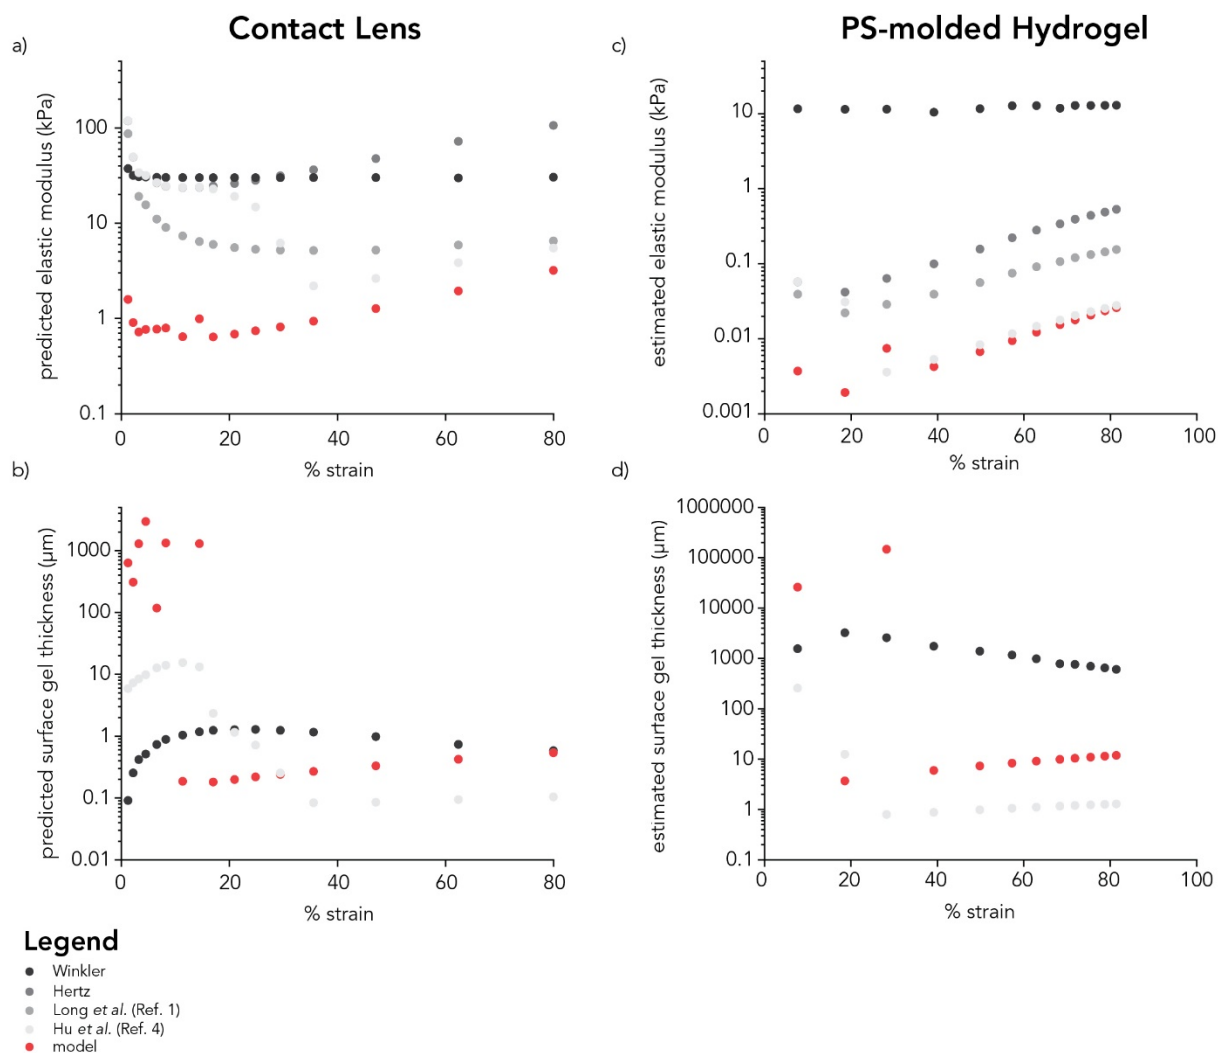 Contact Lens
a)
predicted elastic modulus (kPa)
100
10
1
0.1
0
20
40
60
80
% strain
PS-molded Hydrogel
c)
estimated elastic modulus (kPa)
10
1
0.1
0.01
0.001
0
20
40
60
80
100
% strain
b)
predicted surface gel thickness (µm)
1000
100
10
1
0.1
0.01
0
20
40
60
80
% strain
d)
estimated surface gel thickness (µm)
1000000
100000
10000
1000
100
10
1
0.1
0
20
40
60
80
100
% strain
Legend
Winkler
Hertz
Long et al. (Ref. 1)
Hu et al. (Ref. 4)
model